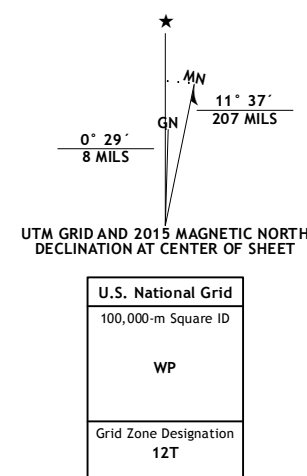 ★
MN
GN
11° 37´
207 MILS
0° 29´
8 MILS
UTM GRID AND 2015 MAGNETIC NORTH
DECLINATION AT CENTER OF SHEET
U.S. National Grid
100,000-m Square ID
WP
Grid Zone Designation
12T